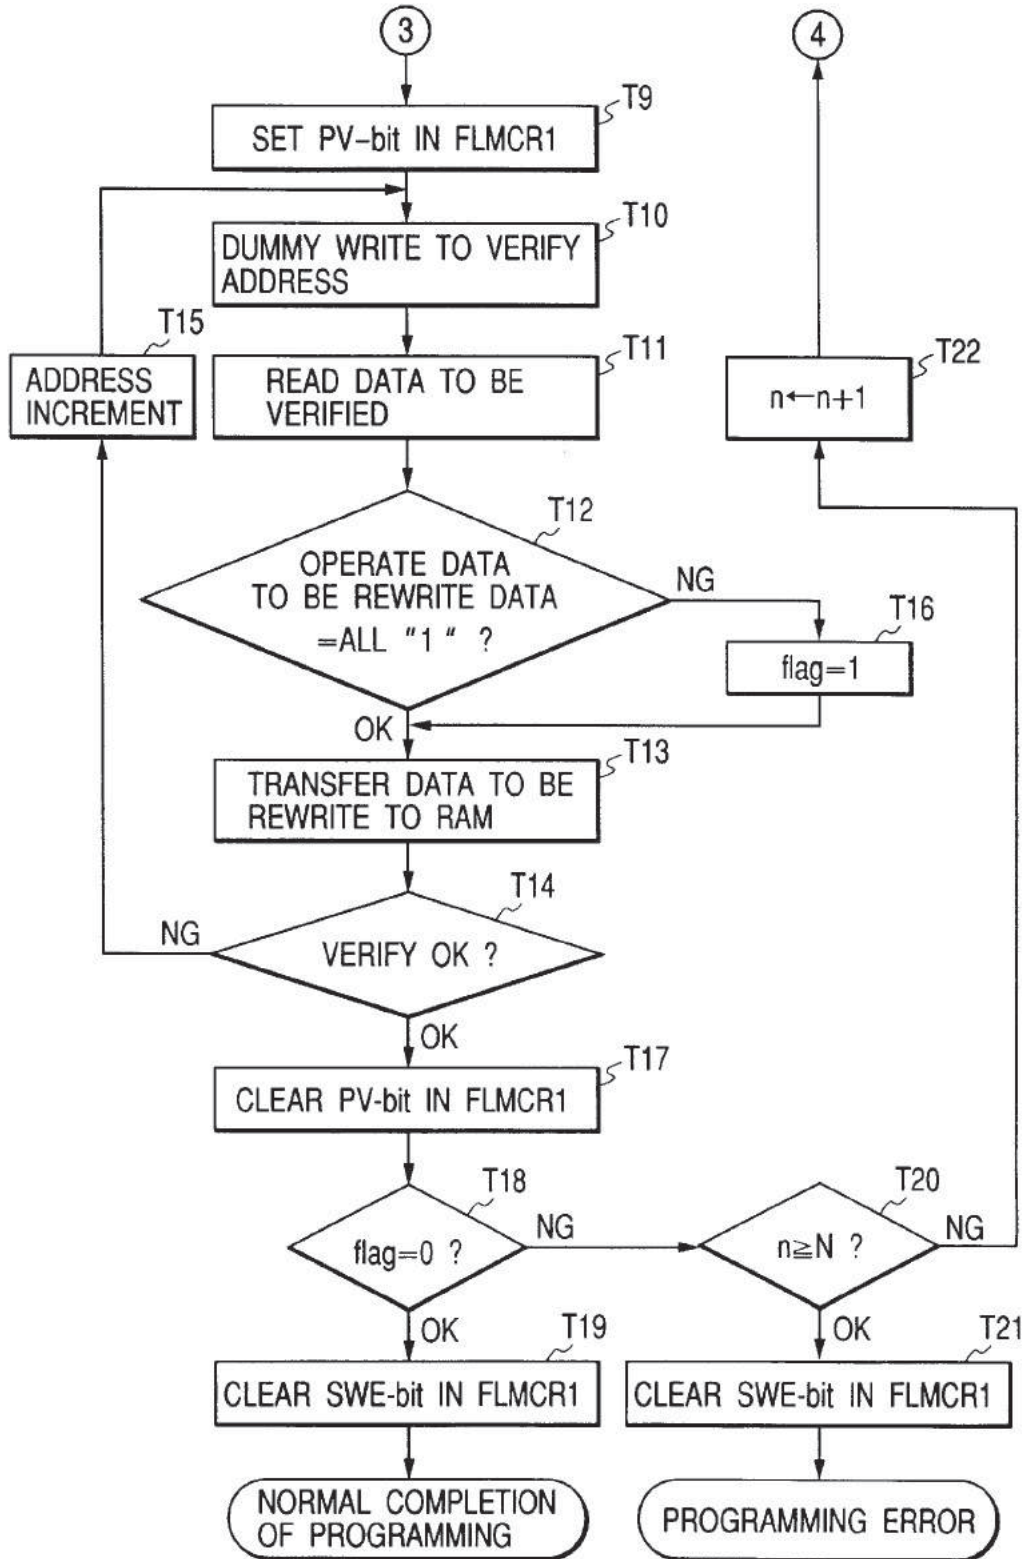 3
4
T9
SET PV-bit IN FLMCR1
T10
DUMMY WRITE TO VERIFY
ADDRESS
T15
ADDRESS
INCREMENT
T11
READ DATA TO BE
VERIFIED
T22
n←n+1
T12
OPERATE DATA
TO BE REWRITE DATA
=ALL "1" ?
NG
T16
flag=1
OK
T13
TRANSFER DATA TO BE
REWRITE TO RAM
T14
NG
VERIFY OK ?
OK
T17
CLEAR PV-bit IN FLMCR1
T18
flag=0 ?
NG
T20
n≧N ?
NG
OK
T19
CLEAR SWE-bit IN FLMCR1
OK
T21
CLEAR SWE-bit IN FLMCR1
NORMAL COMPLETION
OF PROGRAMMING
PROGRAMMING ERROR